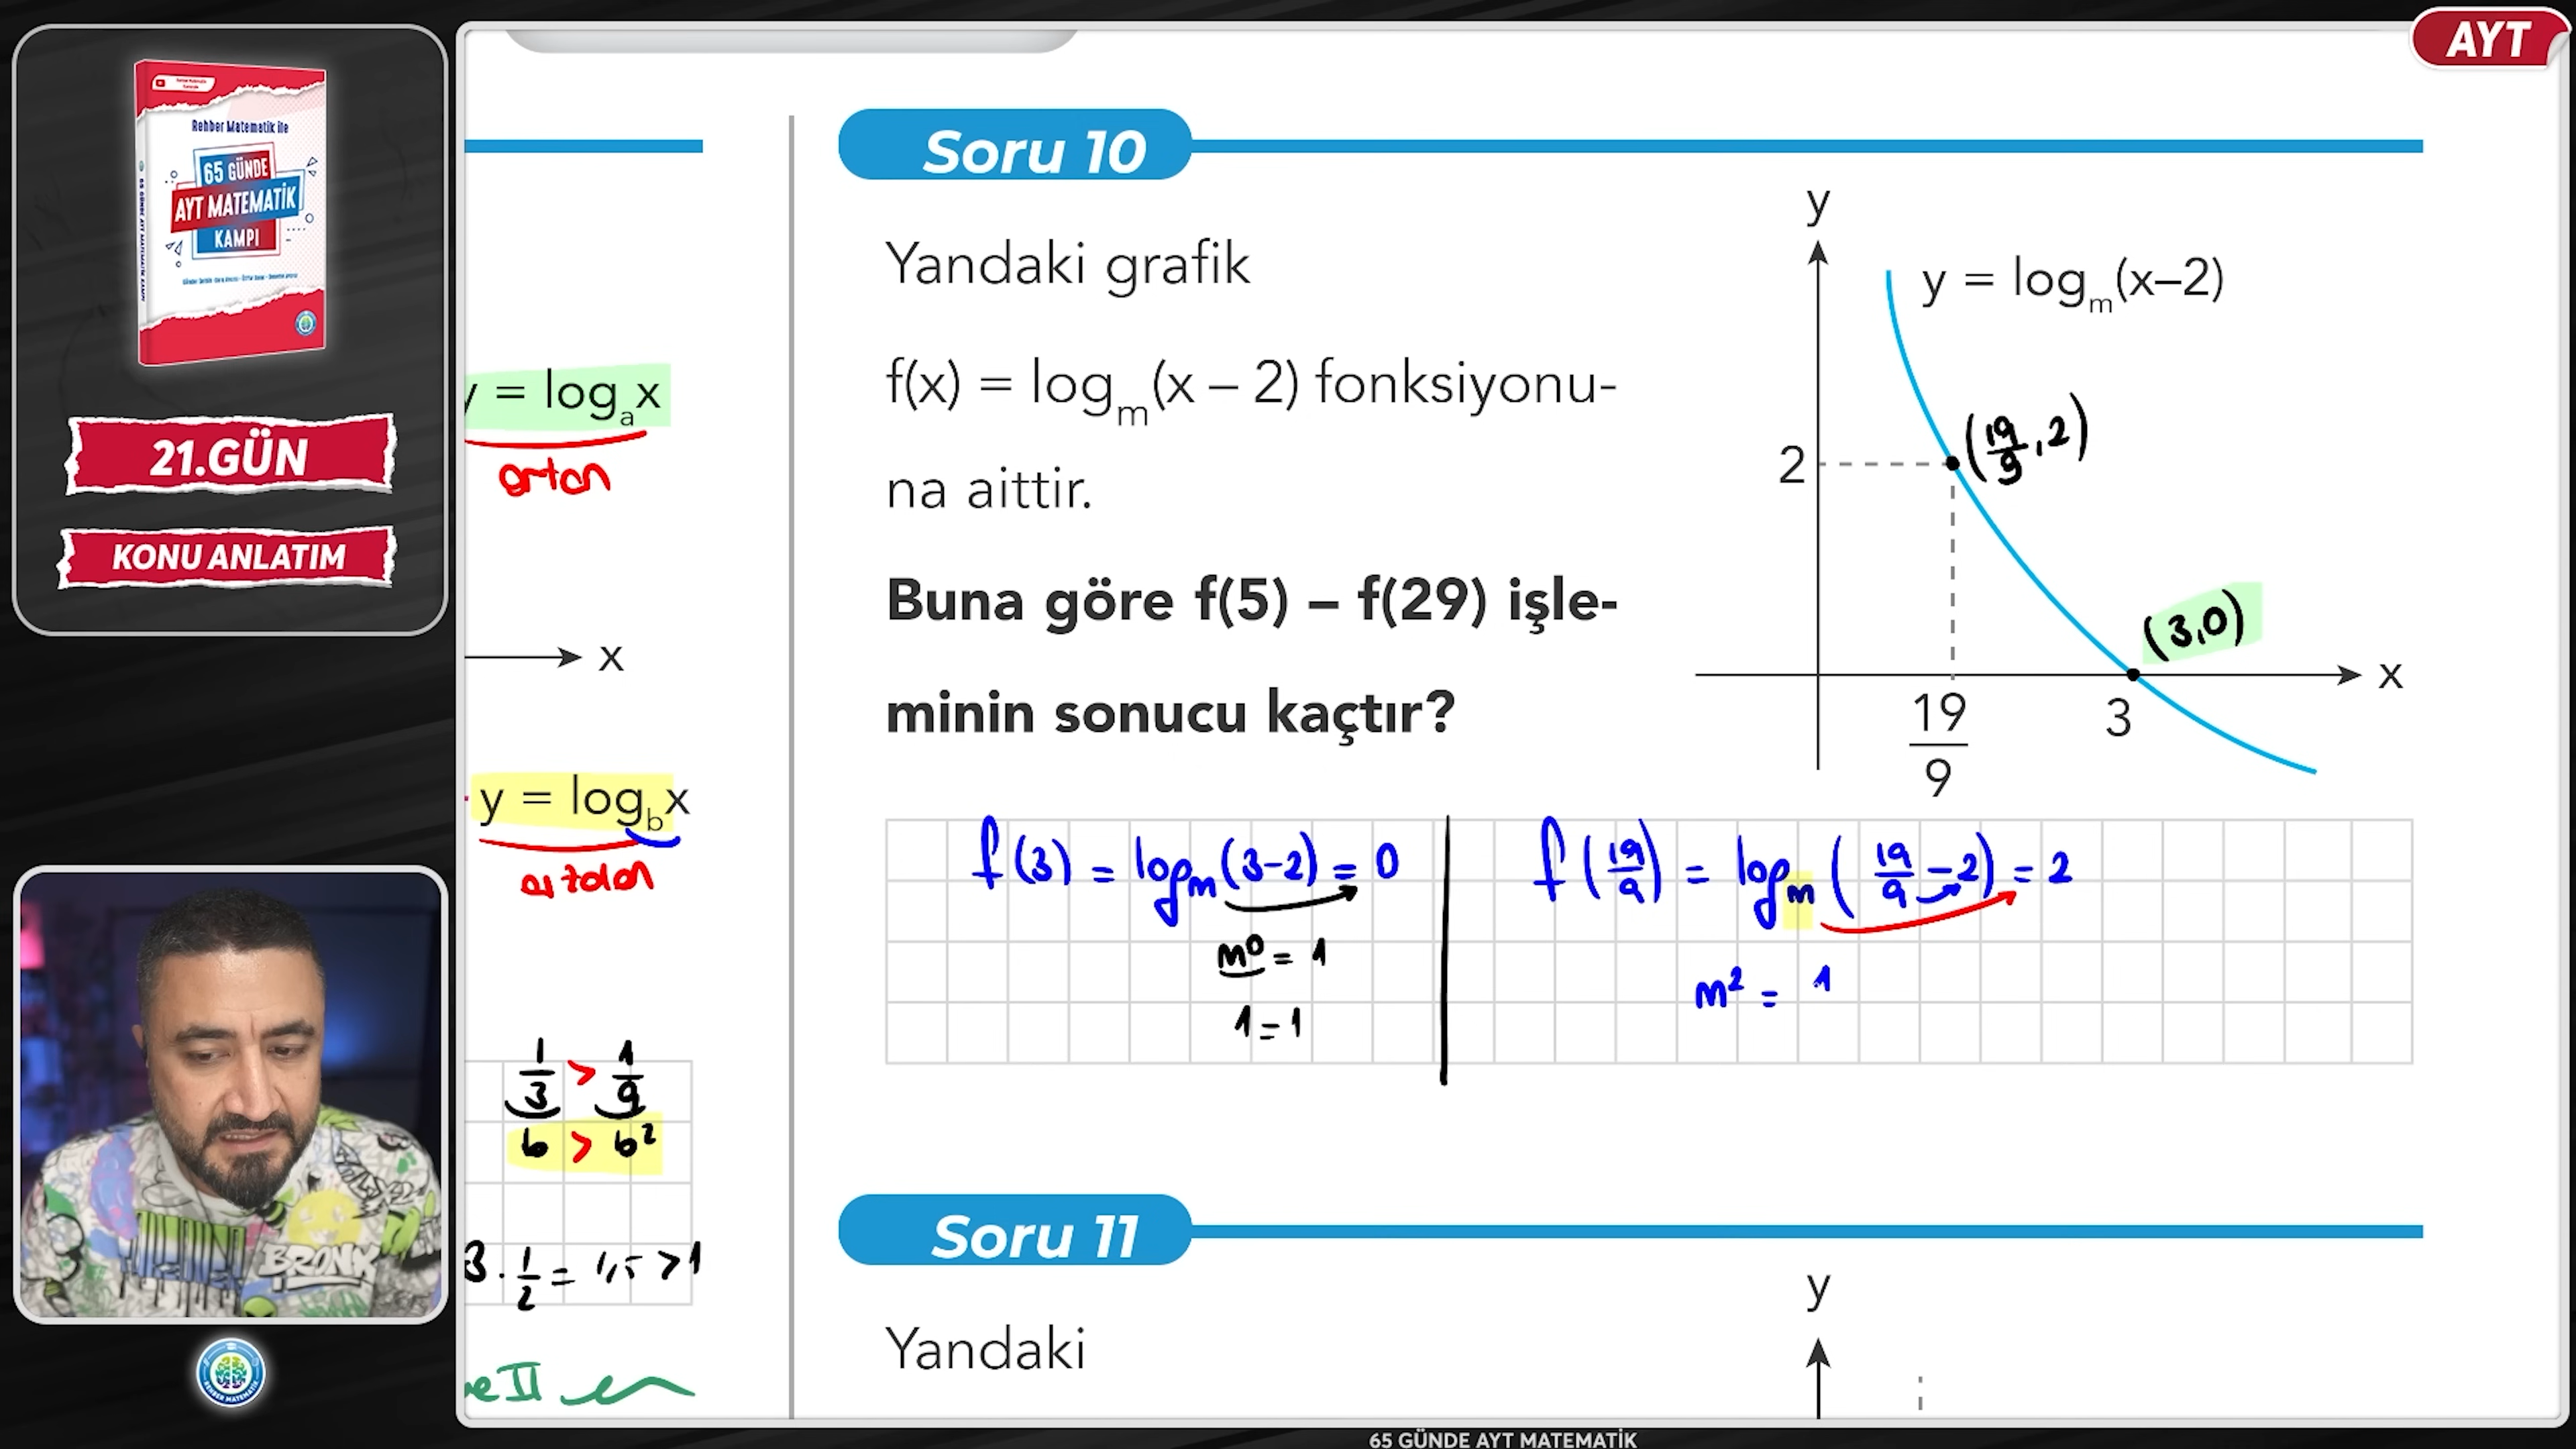 AYT
Rehber Matematik ile
65 GÜNDE
AYT MATEMATİK
KAMPI
21.GÜN
KONU ANLATIM
y = logₐx
artan
x
y = log_b x
azalan
1/3 > 1/9
b > b²
3 · 1/2 = 1,5 > 1
Soru 10
Yandaki grafik
f(x) = logₘ(x – 2) fonksiyonu-
na aittir.
Buna göre f(5) – f(29) işle-
minin sonucu kaçtır?
y
y = logₘ(x–2)
2
(19/9, 2)
(3,0)
x
19/9
3
f(3) = logₘ(3-2) = 0
m⁰ = 1
1 = 1
f(19/9) = logₘ(19/9 - 2) = 2
m² = 1
Soru 11
Yandaki
y
BRONX
REHBER MATEMATİK
65 GÜNDE AYT MATEMATİK